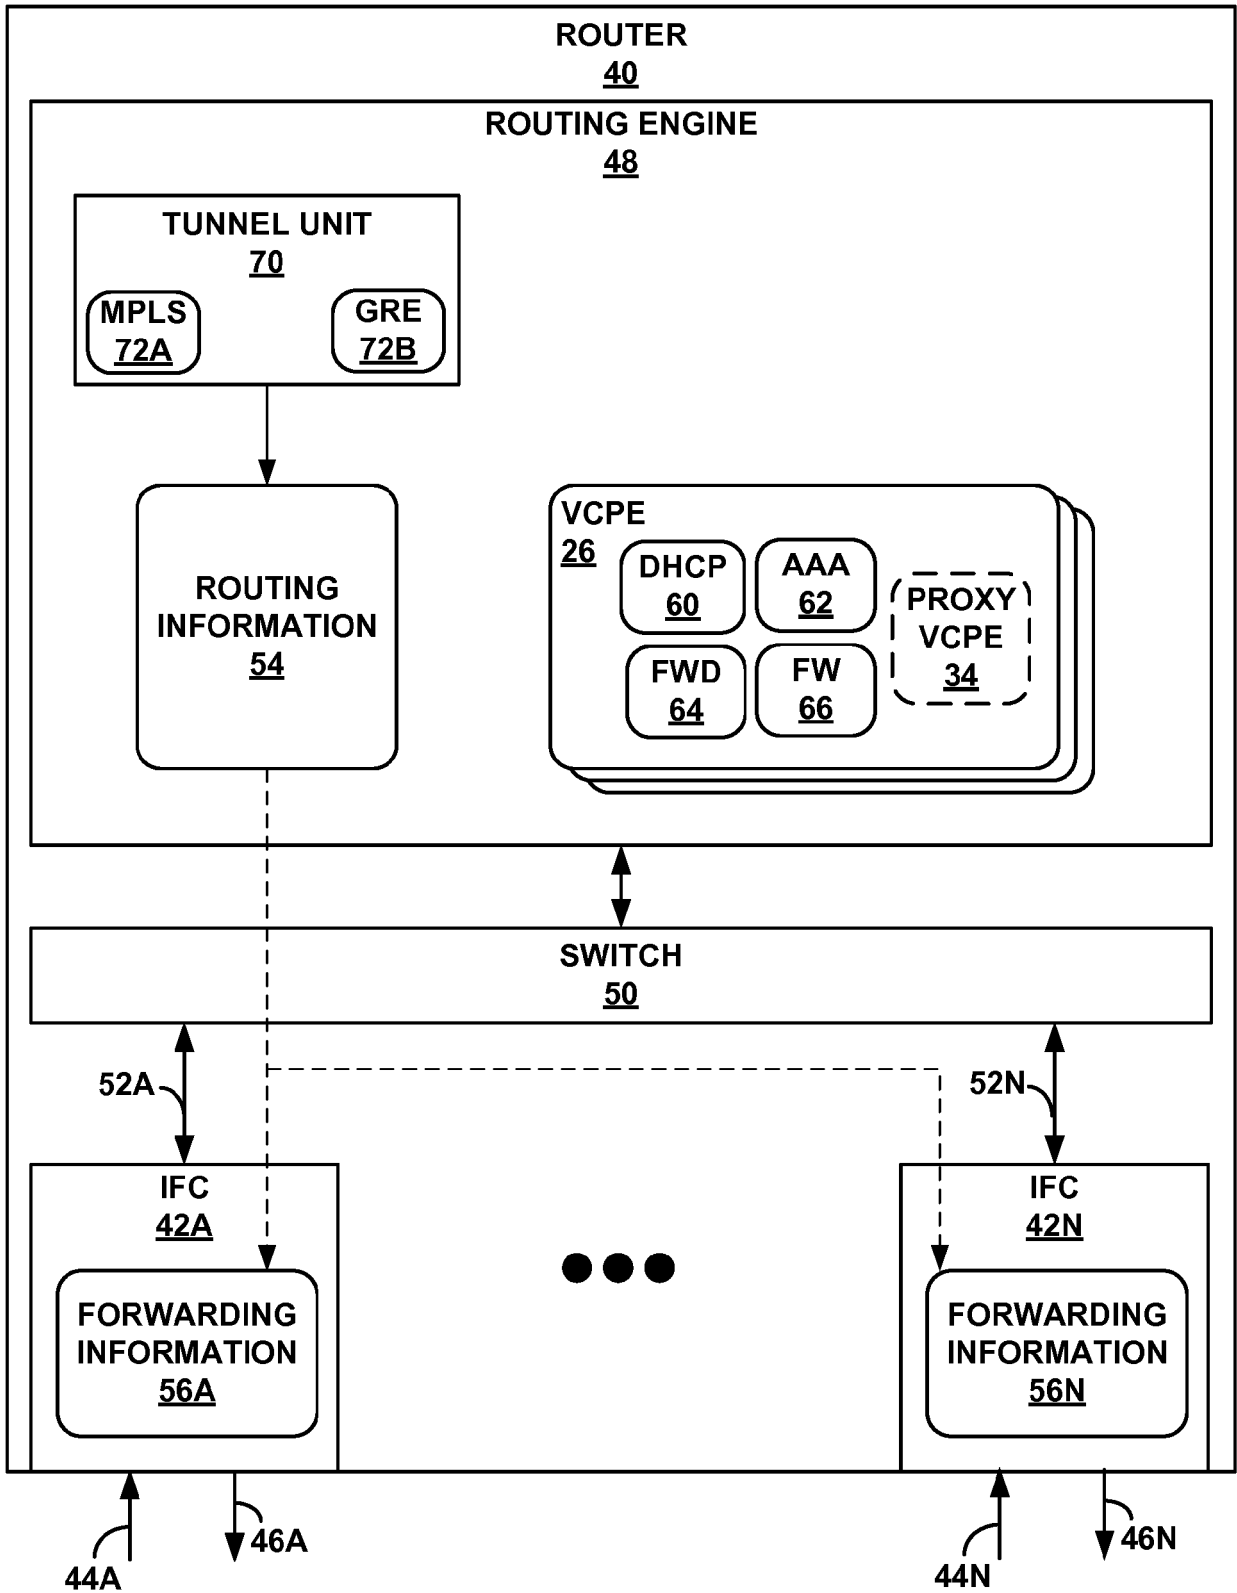 ROUTER
40
ROUTING ENGINE
48
TUNNEL UNIT
70
MPLS
72A
GRE
72B
ROUTING
INFORMATION
54
VCPE
26
DHCP
60
AAA
62
FWD
64
FW
66
PROXY
VCPE
34
SWITCH
50
52A
52N
IFC
42A
FORWARDING
INFORMATION
56A
IFC
42N
FORWARDING
INFORMATION
56N
44A
46A
44N
46N